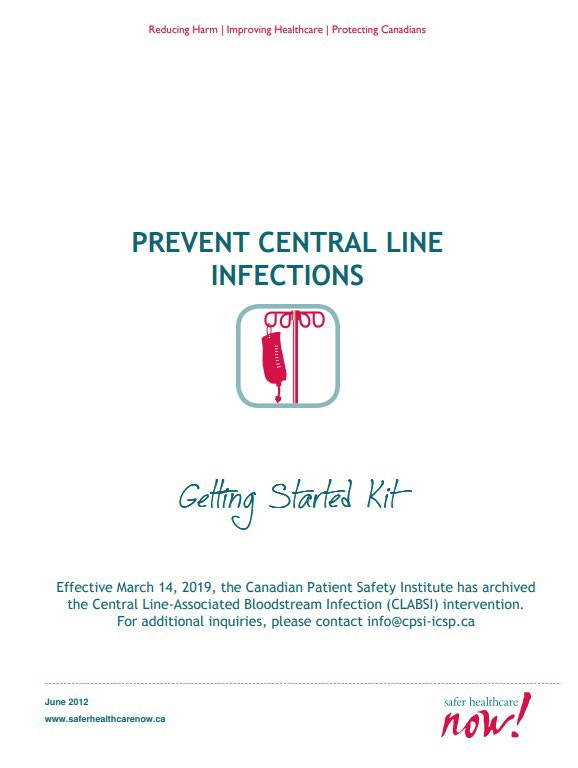 Reducing Harm | Improving Healthcare | Protecting Canadians
PREVENT CENTRAL LINE
INFECTIONS
Getting Started Kit
Effective March 14, 2019, the Canadian Patient Safety Institute has archived
the Central Line-Associated Bloodstream Infection (CLABSI) intervention.
For additional inquiries, please contact info@cpsi-icsp.ca
June 2012
www.saferhealthcarenow.ca
safer healthcare
now!